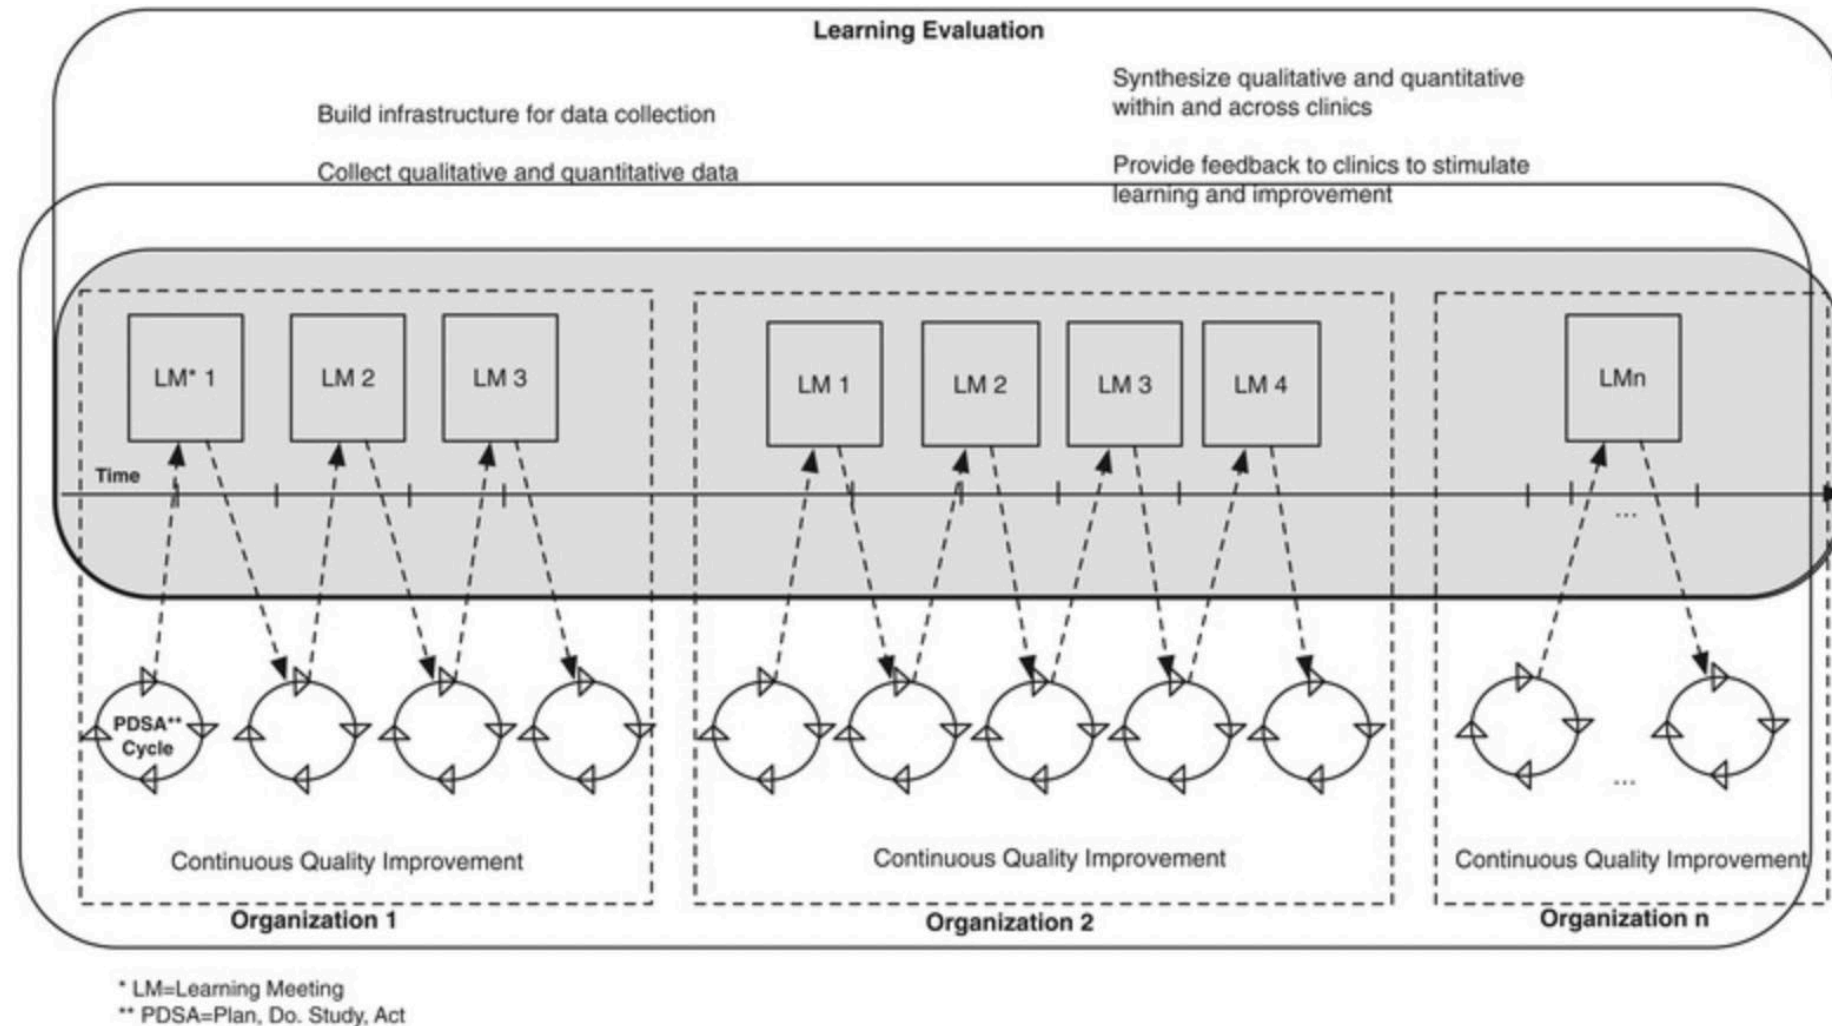 Learning Evaluation
Build infrastructure for data collection
Collect qualitative and quantitative data
Synthesize qualitative and quantitative
within and across clinics
Provide feedback to clinics to stimulate
learning and improvement
LM* 1
LM 2
LM 3
LM 1
LM 2
LM 3
LM 4
LMn
Time
...
PDSA**
Cycle
...
Continuous Quality Improvement
Continuous Quality Improvement
Continuous Quality Improvement
Organization 1
Organization 2
Organization n
* LM=Learning Meeting
** PDSA=Plan, Do. Study, Act